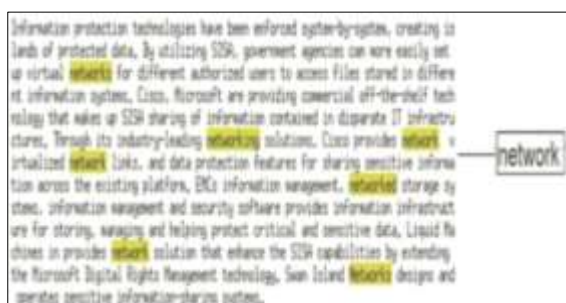 Information protection technologies have been enforced system-by-system, creating is
lands of protected data. By utilizing SISA, government agencies can more easily set
up virtual networks for different authorized users to access files stored in differe
nt information systems. Cisco, Microsoft are providing commercial off-the-shelf tech
nology that makes up SISA sharing of information contained in disparate IT infrastru
ctures. Through its industry-leading networking solutions, Cisco provides network v
irtualized network links, and data protection features for sharing sensitive informa
tion across the existing platform, EMCs information management, networked storage sy
stems, information management and security software provides information infrastruct
ure for storing, managing and helping protect critical and sensitive data, Liquid Ma
chines in provides network solution that enhance the SISA capabilities by extending
the Microsoft Digital Rights Management technology, Swan Island Networks designs and
operates sensitive information-sharing systems.
network